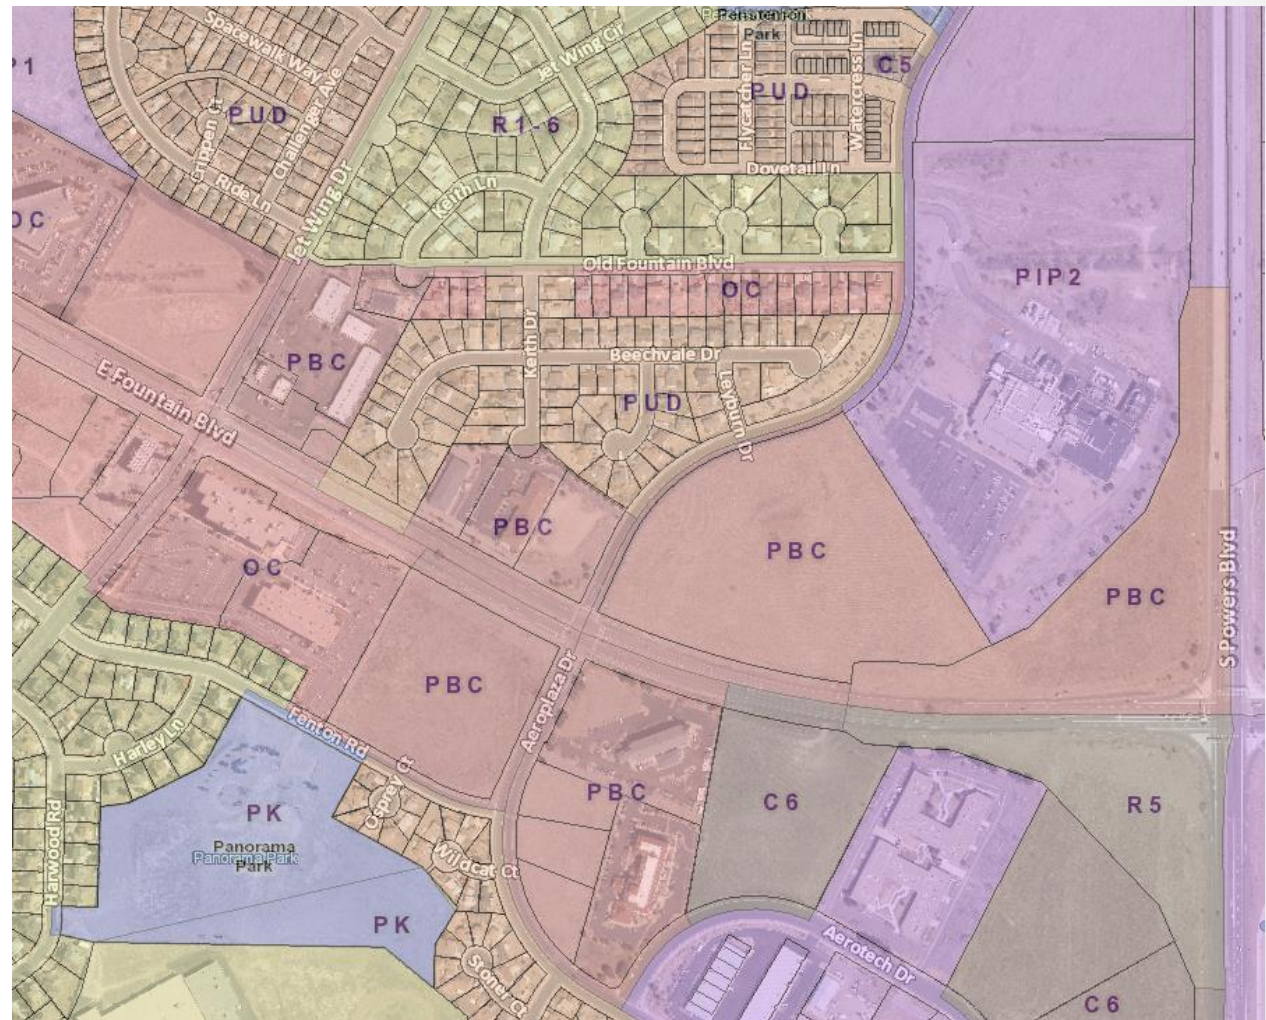 Penstemon
Park
Spacewalk Way
Jet Wing Cir
P1
C5
PUD
PUD
Flycatcher Ln
Watercress Ln
Challenger Ave
Crippen Ct
R1-6
Dovetail Ln
Ride Ln
Keith Ln
Jet Wing Dr
OC
Old Fountain Blvd
PIP2
OC
Keith Dr
Beechvale Dr
PBC
E Fountain Blvd
PUD
Leyburn Dr
PBC
PBC
OC
PBC
S Powers Blvd
PBC
Aeroplaza Dr
Fenton Rd
Harley Ln
Osprey Ct
PBC
C6
R5
PK
Panorama
Park
Panorama Park
Harwood Rd
Wildcat Ct
PK
Aerotech Dr
Stoner Ct
C6